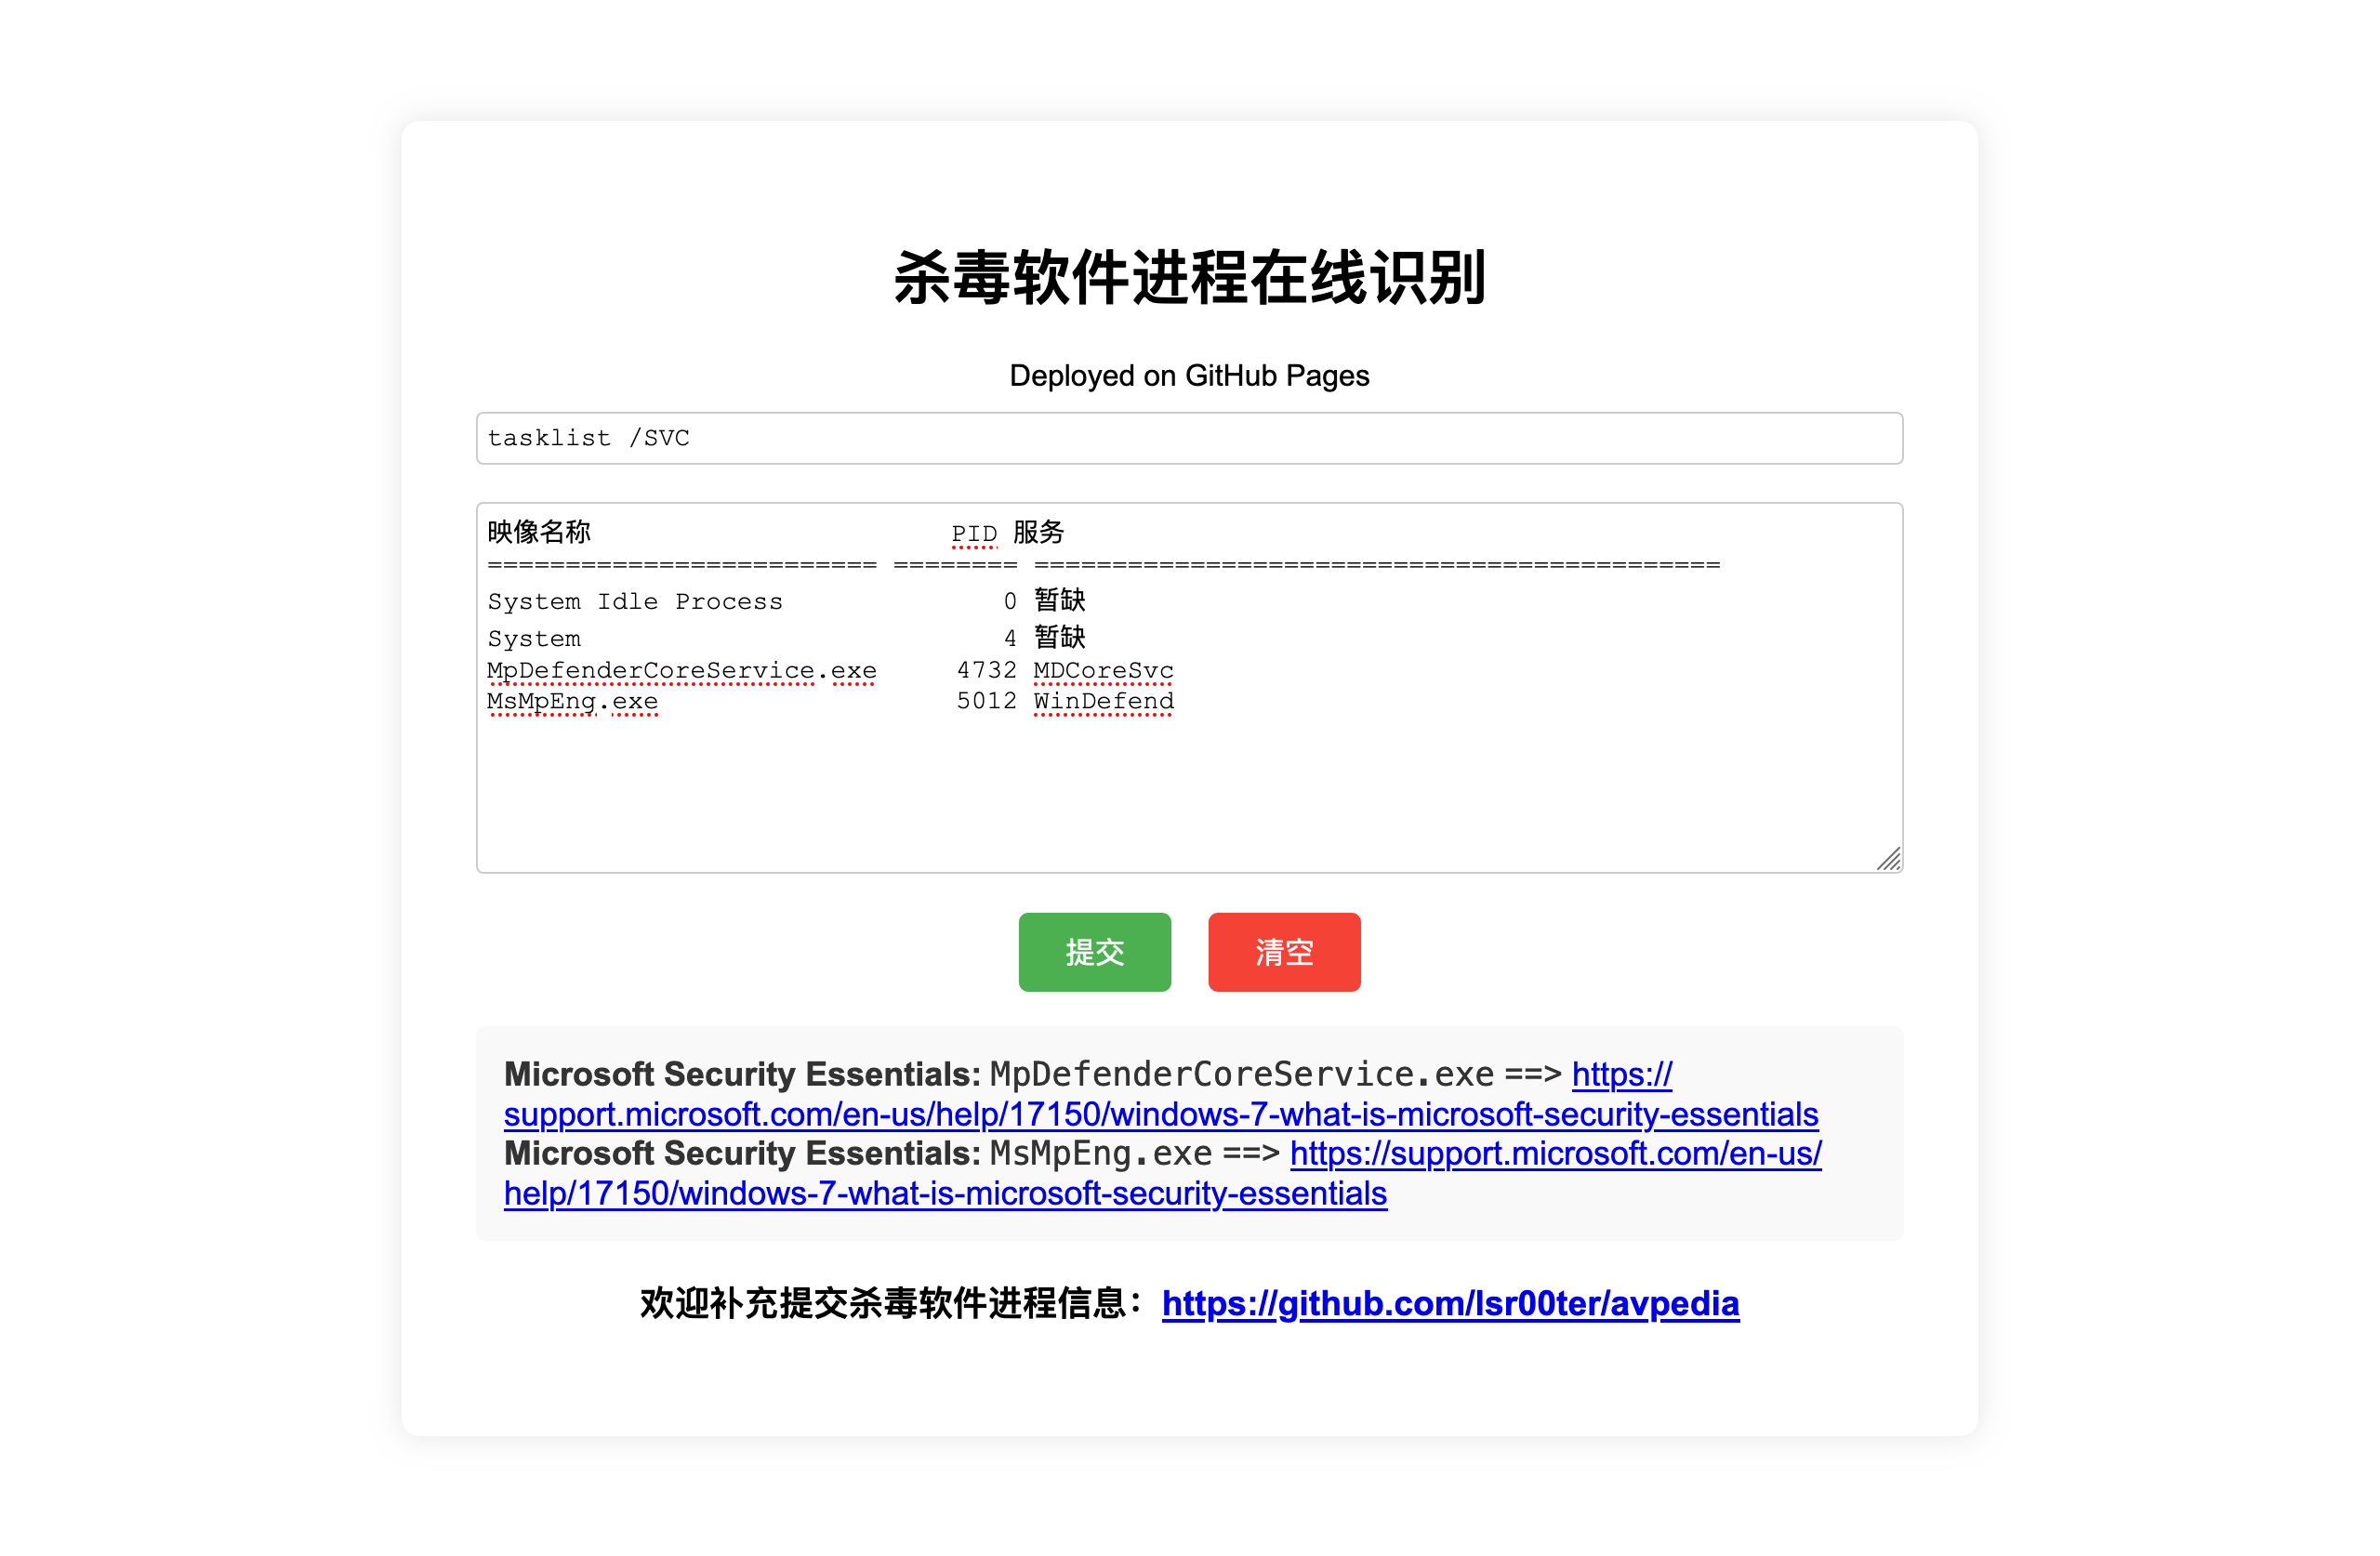 杀毒软件进程在线识别
Deployed on GitHub Pages
tasklist /SVC
映像名称                       PID 服务
========================= ======== ============================================
System Idle Process              0 暂缺
System                           4 暂缺
MpDefenderCoreService.exe     4732 MDCoreSvc
MsMpEng.exe                   5012 WinDefend
提交 清空
Microsoft Security Essentials: MpDefenderCoreService.exe ==> https://
support.microsoft.com/en-us/help/17150/windows-7-what-is-microsoft-security-essentials
Microsoft Security Essentials: MsMpEng.exe ==> https://support.microsoft.com/en-us/
help/17150/windows-7-what-is-microsoft-security-essentials
欢迎补充提交杀毒软件进程信息：https://github.com/lsr00ter/avpedia